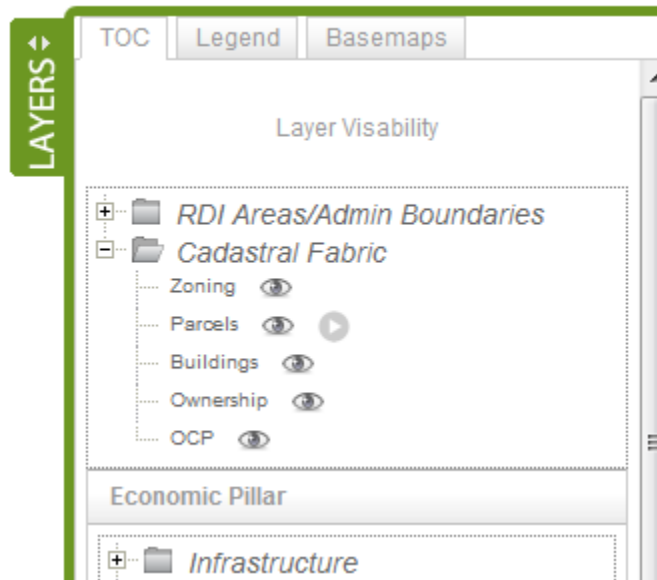 LAYERS
TOC
Legend
Basemaps
Layer Visability
RDI Areas/Admin Boundaries
Cadastral Fabric
Zoning
Parcels
Buildings
Ownership
OCP
Economic Pillar
Infrastructure